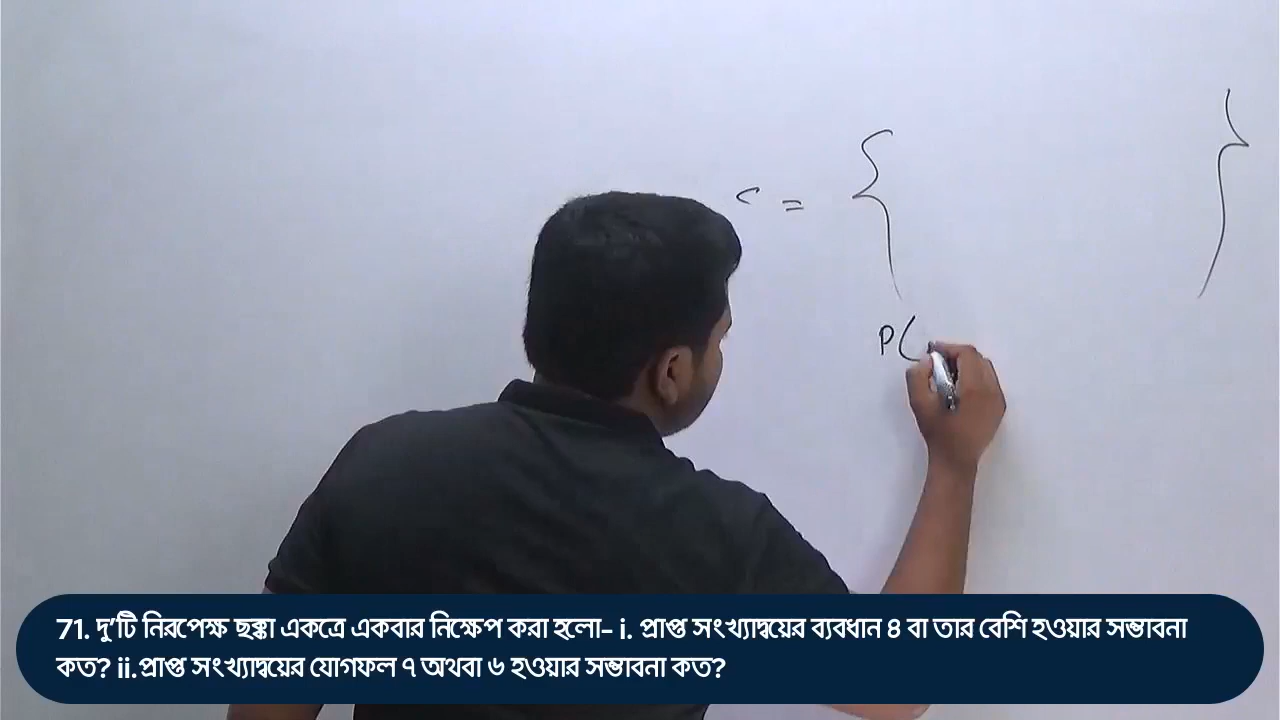 c = { }
P(
71. দু'টি নিরপেক্ষ ছক্কা একত্রে একবার নিক্ষেপ করা হলো– i. প্রাপ্ত সংখ্যাদ্বয়ের ব্যবধান ৪ বা তার বেশি হওয়ার সম্ভাবনা
কত? ii.প্রাপ্ত সংখ্যাদ্বয়ের যোগফল ৭ অথবা ৬ হওয়ার সম্ভাবনা কত?